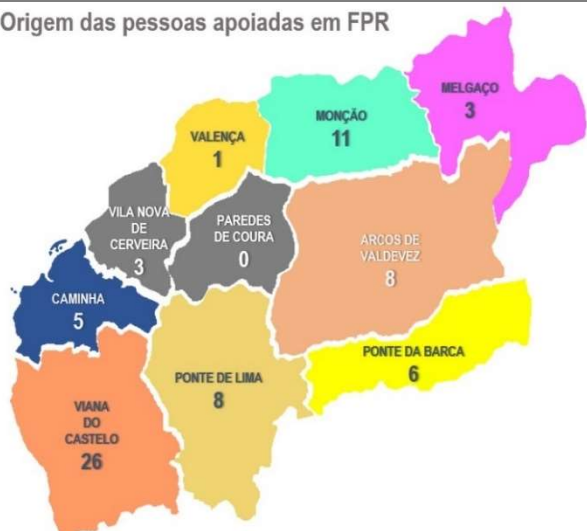 Origem das pessoas apoiadas em FPR
MELGAÇO
3
MONÇÃO
11
VALENÇA
1
VILA NOVA
DE
CERVEIRA
3
PAREDES
DE COURA
0
ARCOS DE
VALDEVEZ
8
CAMINHA
5
PONTE DA BARCA
6
PONTE DE LIMA
8
VIANA
DO
CASTELO
26